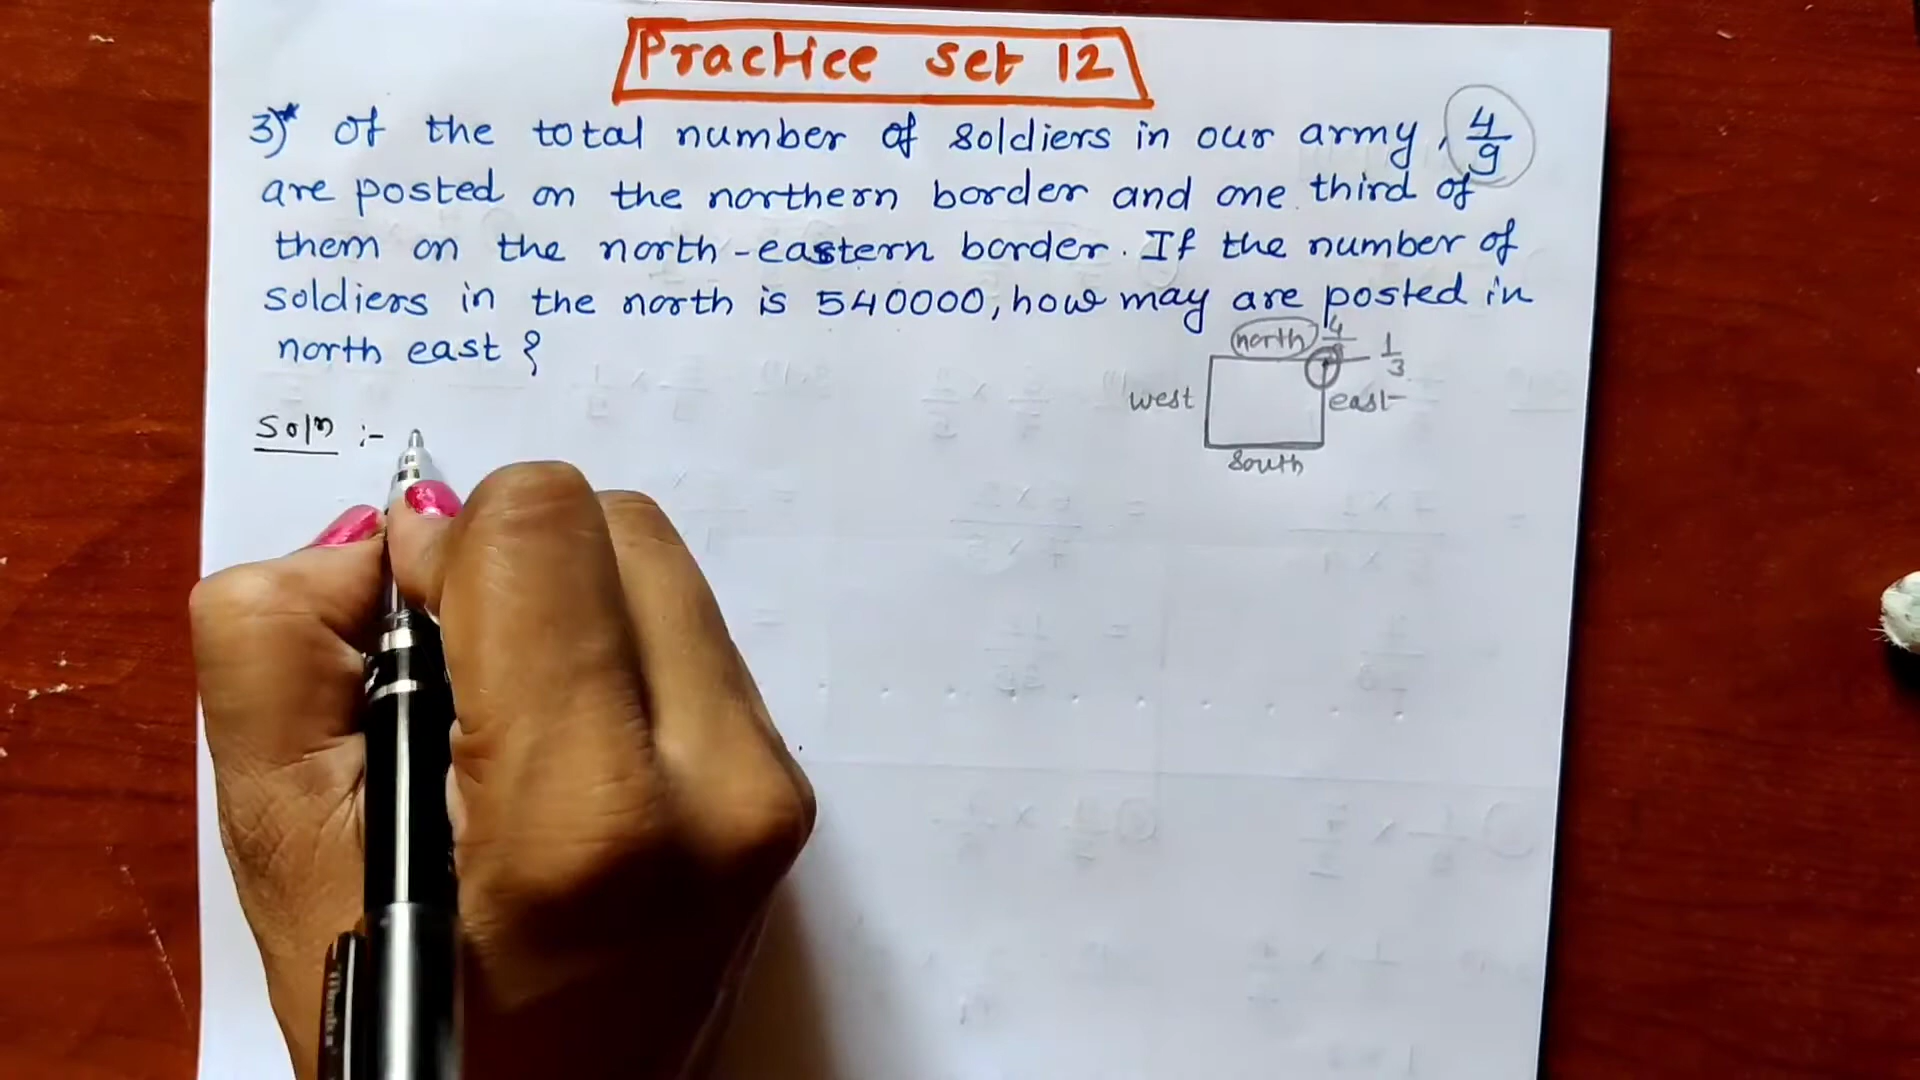 Practice set 12
3)* Of the total number of soldiers in our army, 4/9
are posted on the northern border and one third of
them on the north-eastern border. If the number of
soldiers in the north is 540000, how may are posted in
north east ?
north 4/9 1/3
west east
South
Soln :-